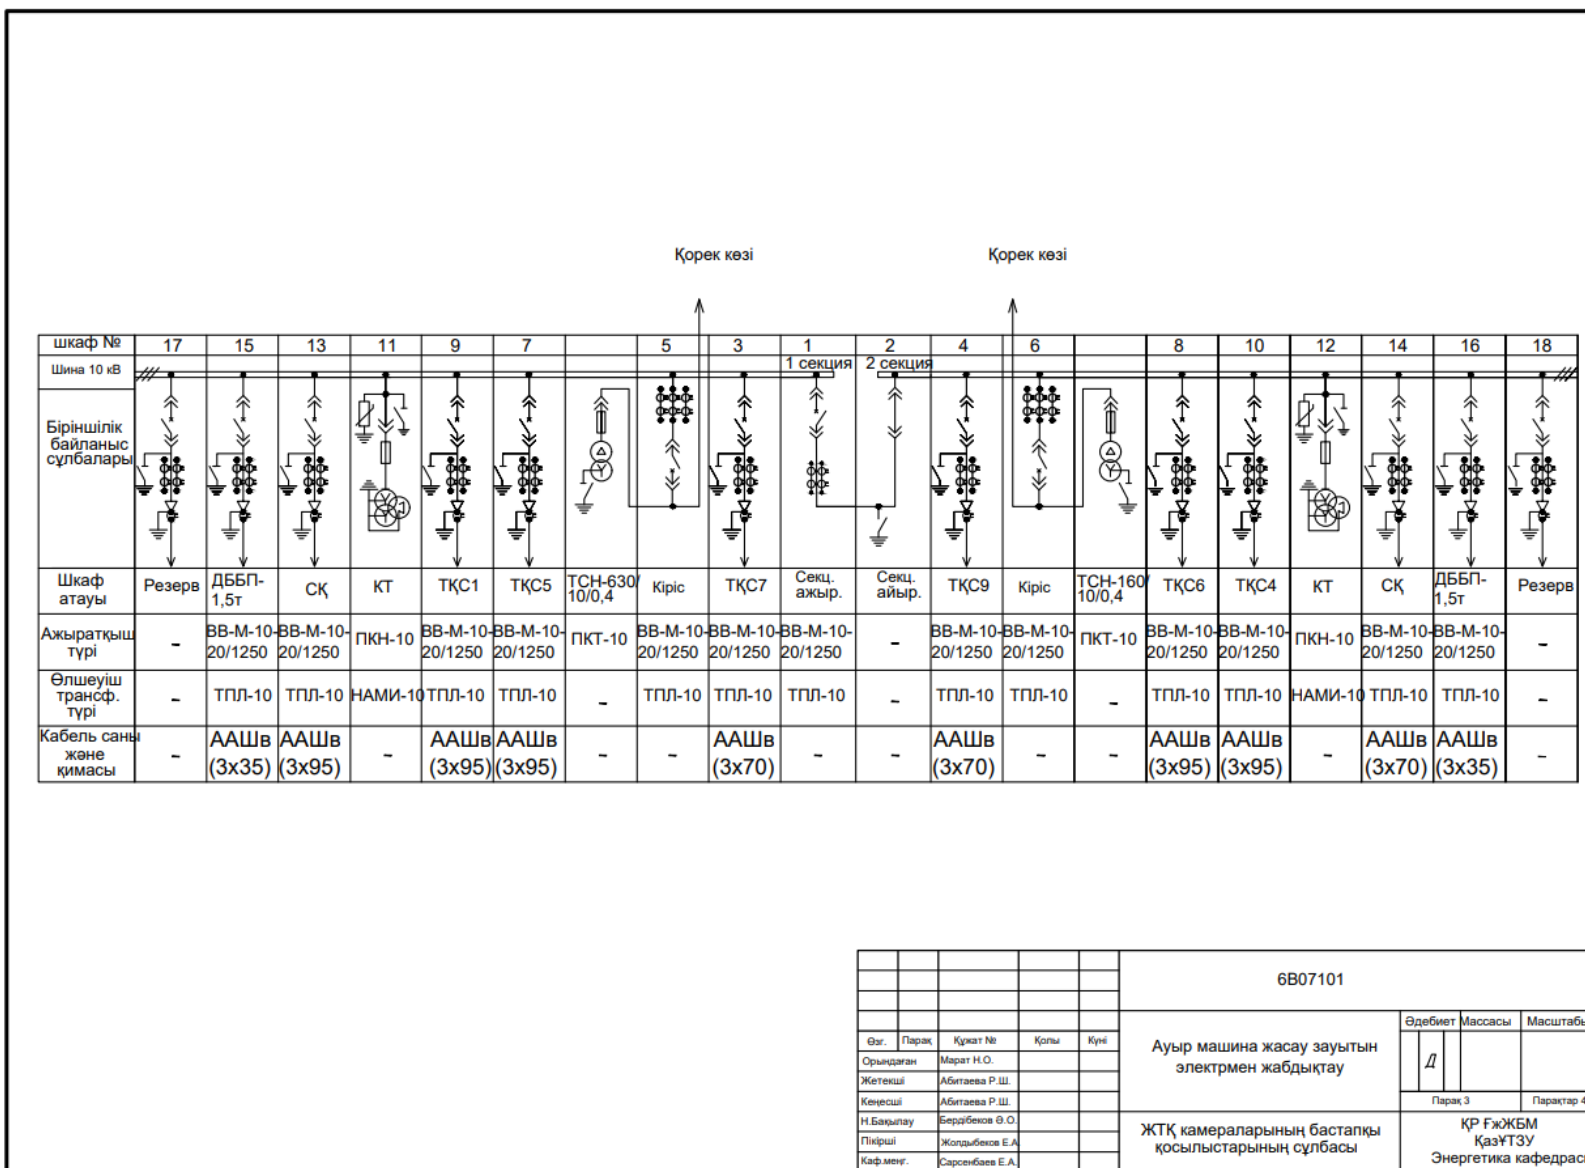 Қорек көзі Қорек көзі
шкаф № 17 15 13 11 9 7 5 3 1 2 4 6 8 10 12 14 16 18
Шина 10 кВ 1 секция 2 секция
Біріншілік
байланыс
сұлбалары
Шкаф
атауы
Резерв
ДББП-
1,5т
СҚ
КТ
ТҚС1
ТҚС5
ТСН-630/
10/0,4
Кіріс
ТҚС7
Секц.
ажыр.
Секц.
айыр.
ТҚС9
Кіріс
ТСН-160/
10/0,4
ТҚС6
ТҚС4
КТ
СҚ
ДББП-
1,5т
Резерв
Ажыратқыш
түрі
-
ВВ-М-10-
20/1250
ВВ-М-10-
20/1250
ПКН-10
ВВ-М-10-
20/1250
ВВ-М-10-
20/1250
ПКТ-10
ВВ-М-10-
20/1250
ВВ-М-10-
20/1250
ВВ-М-10-
20/1250
-
ВВ-М-10-
20/1250
ВВ-М-10-
20/1250
ПКТ-10
ВВ-М-10-
20/1250
ВВ-М-10-
20/1250
ПКН-10
ВВ-М-10-
20/1250
ВВ-М-10-
20/1250
-
Өлшеуіш
трансф.
түрі
- ТПЛ-10 ТПЛ-10 НАМИ-10 ТПЛ-10 ТПЛ-10 - ТПЛ-10 ТПЛ-10 ТПЛ-10 - ТПЛ-10 ТПЛ-10 - ТПЛ-10 ТПЛ-10 НАМИ-10 ТПЛ-10 ТПЛ-10 -
Кабель саны
және
қимасы
-
ААШв
(3х35)
ААШв
(3х95)
-
ААШв
(3х95)
ААШв
(3х95)
-
-
ААШв
(3х70)
-
-
ААШв
(3х70)
-
-
ААШв
(3х95)
ААШв
(3х95)
-
ААШв
(3х70)
ААШв
(3х35)
-
6В07101
Өзг. Парақ Құжат № Қолы Күні
Орындаған Марат Н.О.
Жетекші Абитаева Р.Ш.
Кеңесші Абитаева Р.Ш.
Н.Бақылау Бердібеков Ә.О.
Пікірші Жолдыбеков Е.А
Каф.меңг. Сарсенбаев Е.А.
Ауыр машина жасау зауытын
электрмен жабдықтау
Әдебиет Массасы Масштабы
Д
Парақ 3 Парақтар 4
ЖТҚ камераларының бастапқы
қосылыстарының сұлбасы
ҚР ҒжЖБМ
ҚазҰТЗУ
Энергетика кафедрасы